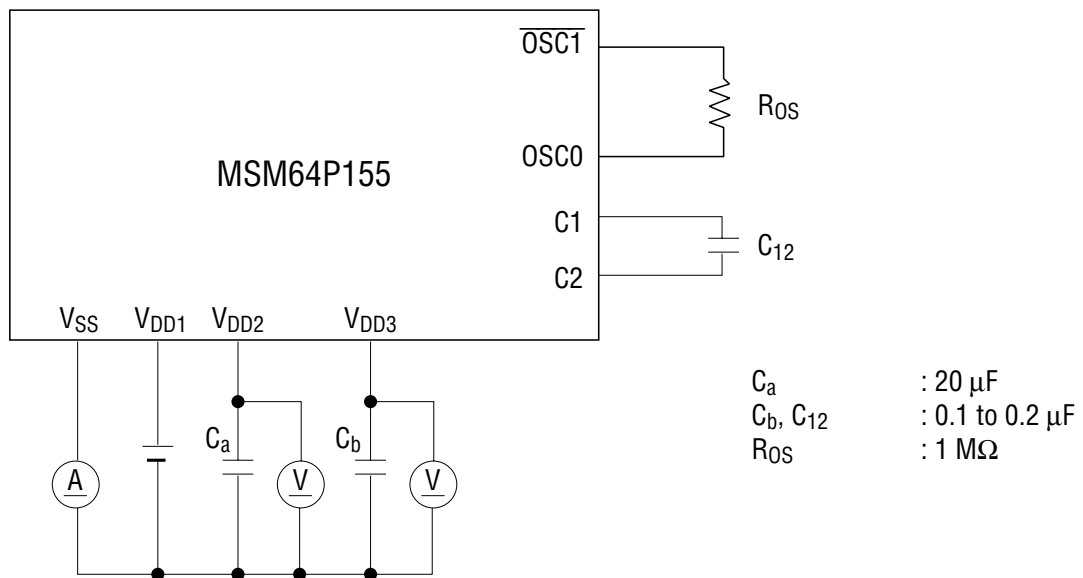 OSC1
ROS
OSC0
MSM64P155
C1
C12
C2
VSS VDD1 VDD2 VDD3
Ca : 20 μF
Cb, C12 : 0.1 to 0.2 μF
ROS : 1 MΩ
Ca Cb
A V V